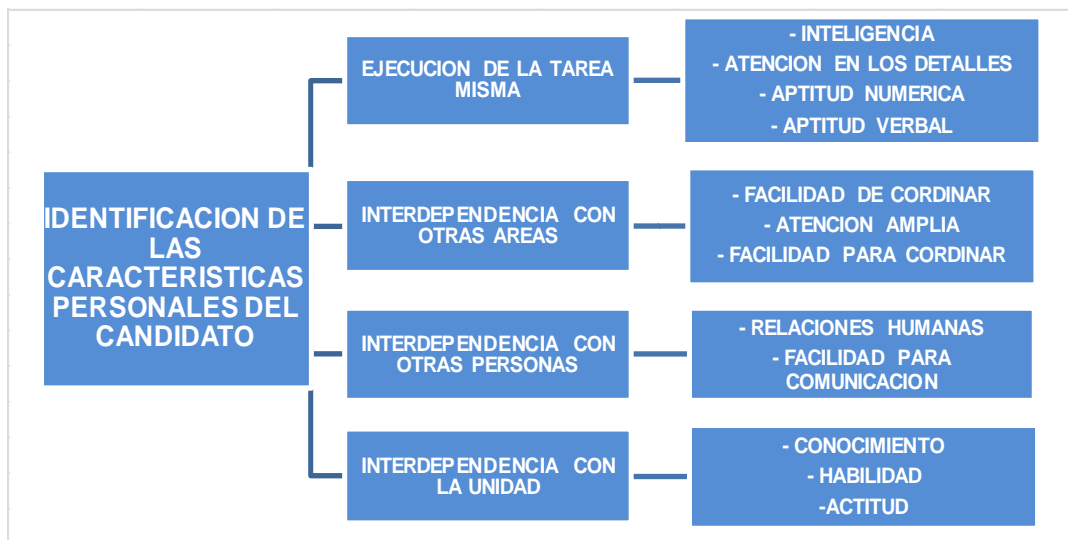 IDENTIFICACION DE
LAS
CARACTERISTICAS
PERSONALES DEL
CANDIDATO
EJECUCION DE LA TAREA
MISMA
- INTELIGENCIA
- ATENCION EN LOS DETALLES
- APTITUD NUMERICA
- APTITUD VERBAL
INTERDEPENDENCIA CON
OTRAS AREAS
- FACILIDAD DE CORDINAR
- ATENCION AMPLIA
- FACILIDAD PARA CORDINAR
INTERDEPENDENCIA CON
OTRAS PERSONAS
- RELACIONES HUMANAS
- FACILIDAD PARA
COMUNICACION
INTERDEPENDENCIA CON
LA UNIDAD
- CONOCIMIENTO
- HABILIDAD
-ACTITUD